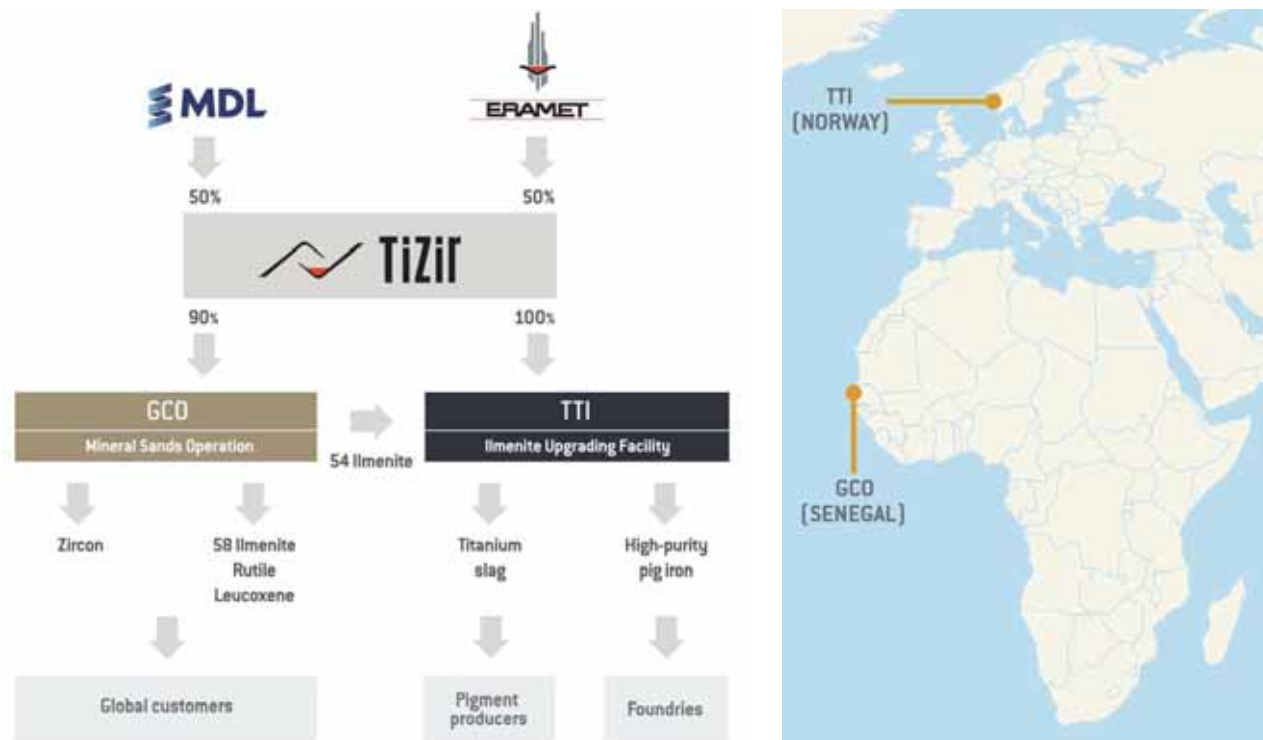 MDL
ERAMET
50%
50%
TiZir
90%
100%
GCO
Mineral Sands Operation
54 Ilmenite
TTI
Ilmenite Upgrading Facility
Zircon
58 Ilmenite
Rutile
Leucoxene
Titanium
slag
High-purity
pig iron
Global customers
Pigment
producers
Foundries
TTI
(NORWAY)
GCO
(SENEGAL)